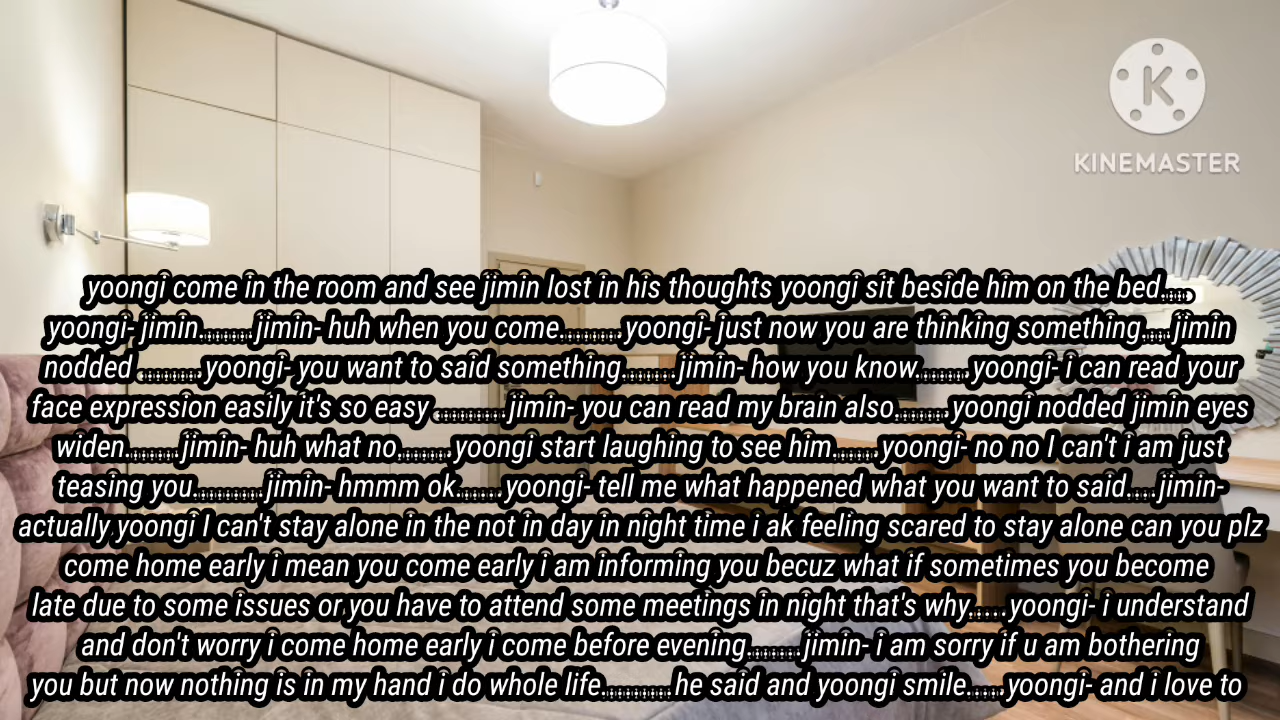 KINEMASTER
yoongi come in the room and see jimin lost in his thoughts yoongi sit beside him on the bed.....
yoongi- jimin.........jimin- huh when you come..........yoongi- just now you are thinking something.....jimin
nodded ..........yoongi- you want to said something.........jimin- how you know........yoongi- i can read your
face expression easily it's so easy ...........jimin- you can read my brain also........yoongi nodded jimin eyes
widen........jimin- huh what no........yoongi start laughing to see him.......yoongi- no no I can't i am just
teasing you..........jimin- hmmm ok.......yoongi- tell me what happened what you want to said....jimin-
actually yoongi I can't stay alone in the not in day in night time i ak feeling scared to stay alone can you plz
come home early i mean you come early i am informing you becuz what if sometimes you become
late due to some issues or you have to attend some meetings in night that's why......yoongi- i understand
and don't worry i come home early i come before evening........jimin- i am sorry if u am bothering
you but now nothing is in my hand i do whole life..........he said and yoongi smile......yoongi- and i love to